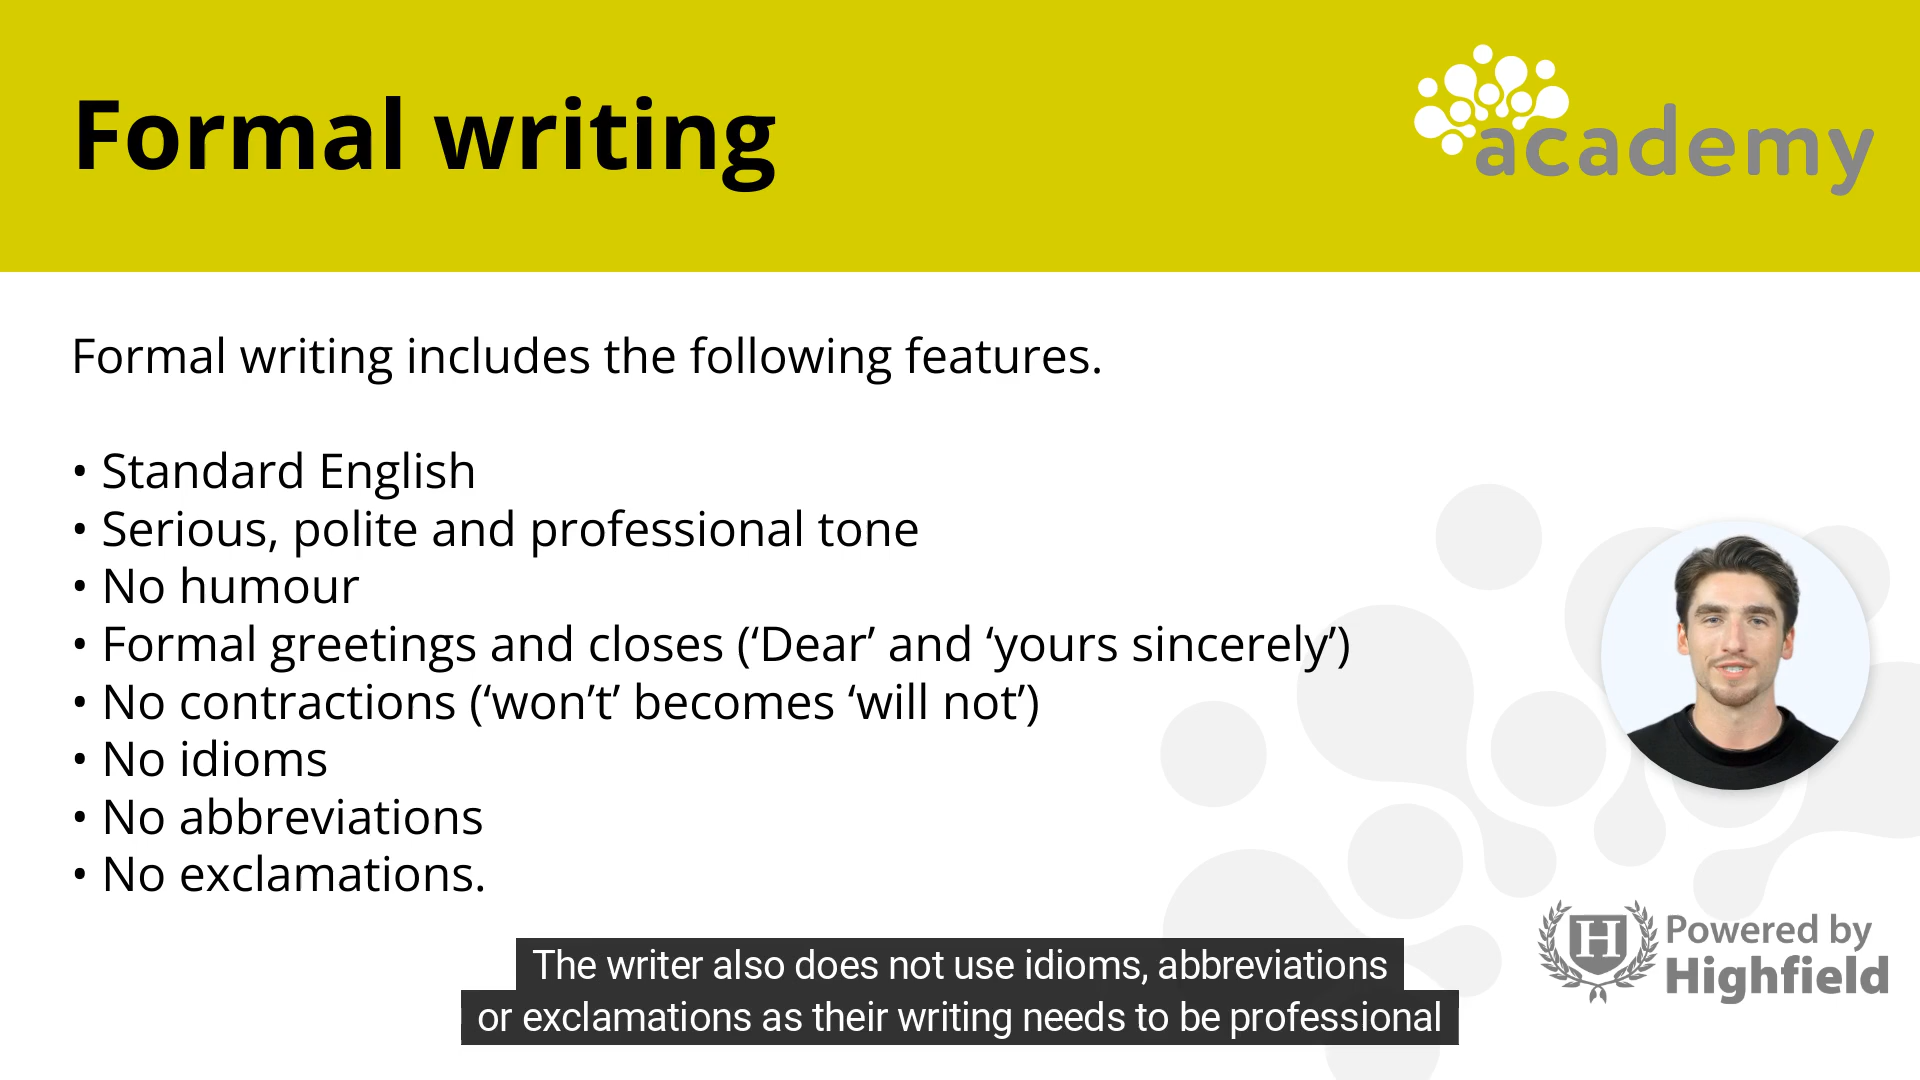 Formal writing
academy
Formal writing includes the following features.
• Standard English
• Serious, polite and professional tone
• No humour
• Formal greetings and closes (‘Dear’ and ‘yours sincerely’)
• No contractions (‘won’t’ becomes ‘will not’)
• No idioms
• No abbreviations
• No exclamations.
H
Powered by
Highfield
The writer also does not use idioms, abbreviations
or exclamations as their writing needs to be professional